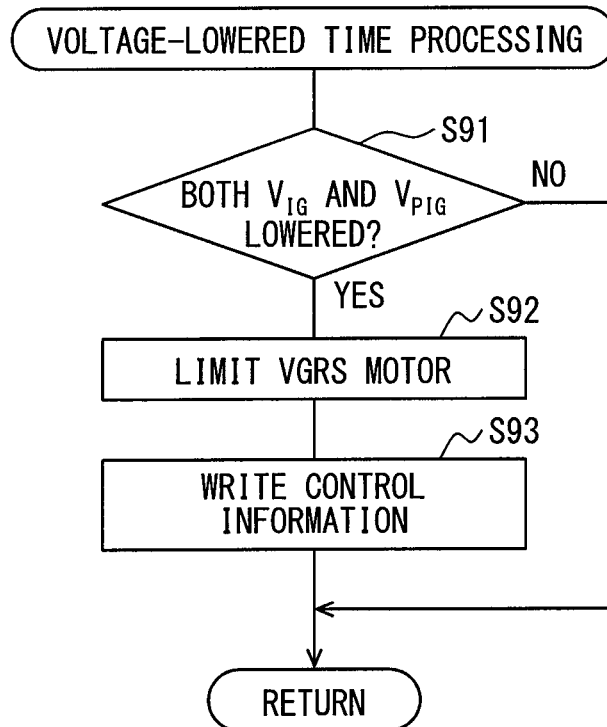 VOLTAGE-LOWERED TIME PROCESSING
S91
BOTH V_IG AND V_PIG
LOWERED?
NO
YES
S92
LIMIT VGRS MOTOR
S93
WRITE CONTROL
INFORMATION
RETURN